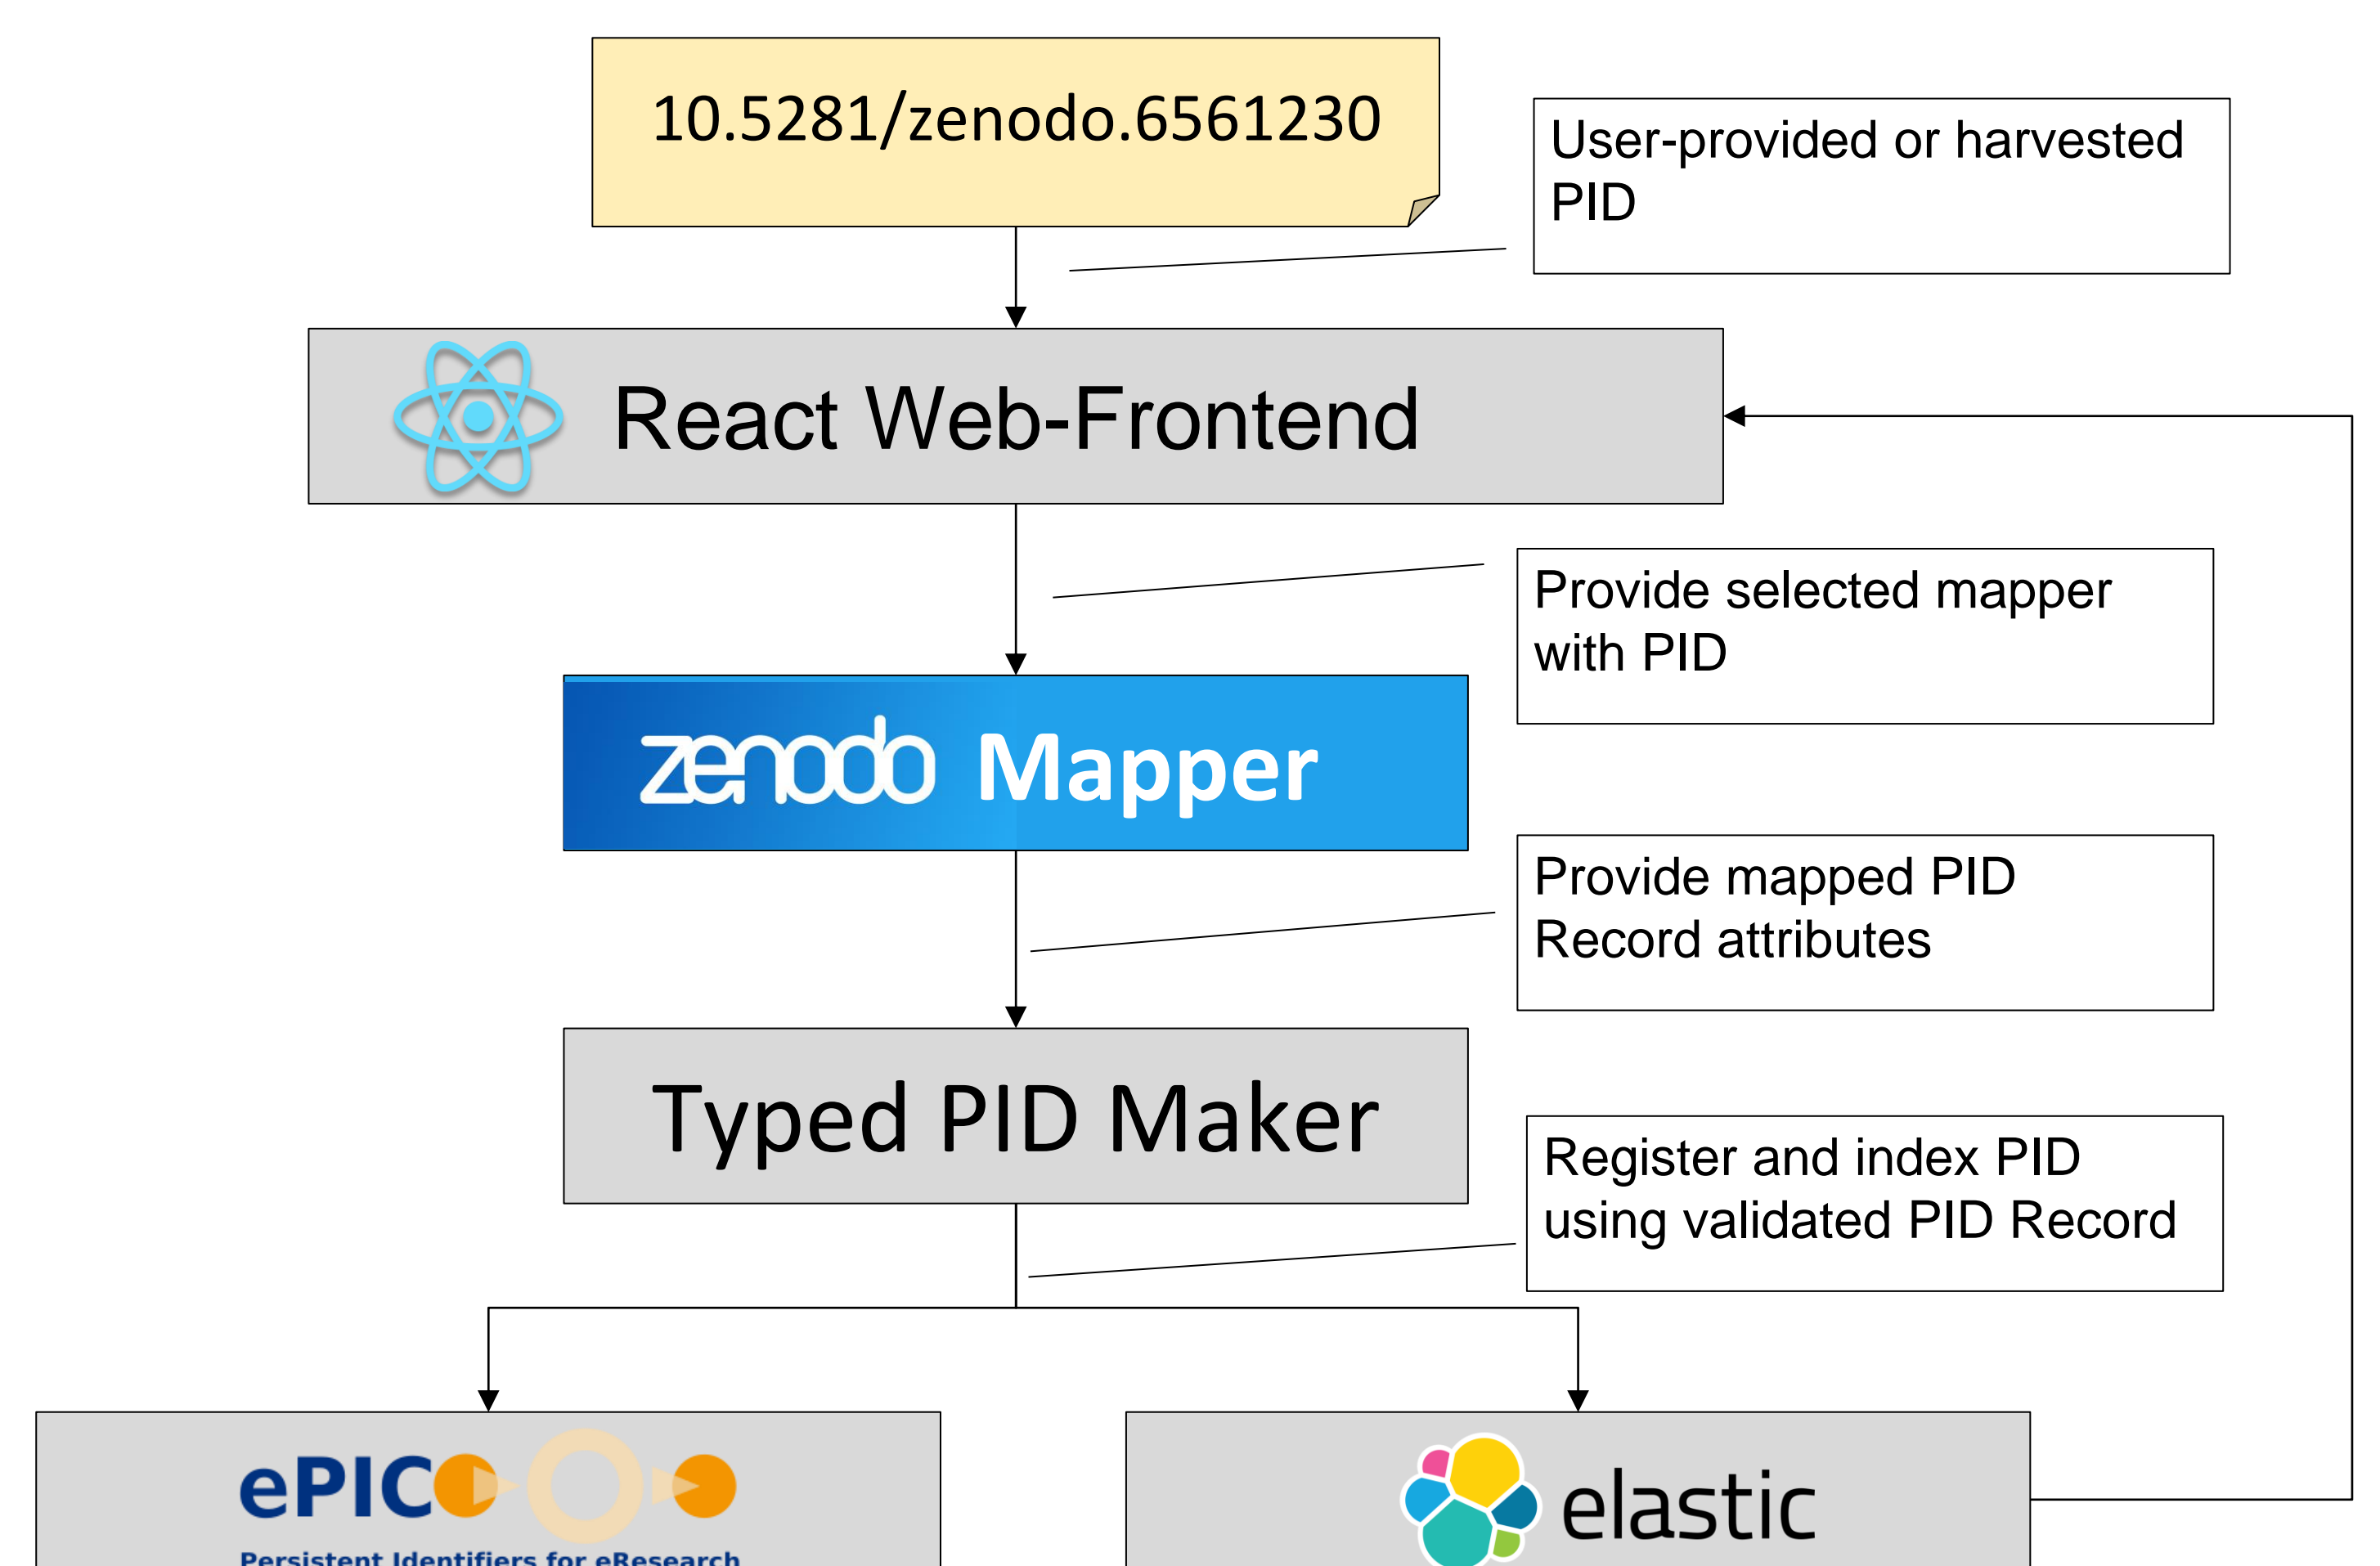 10.5281/zenodo.6561230
User-provided or harvested
PID
React Web-Frontend
Provide selected mapper
with PID
zenodo Mapper
Provide mapped PID
Record attributes
Typed PID Maker
Register and index PID
using validated PID Record
ePIC
Persistent Identifiers for eResearch
elastic